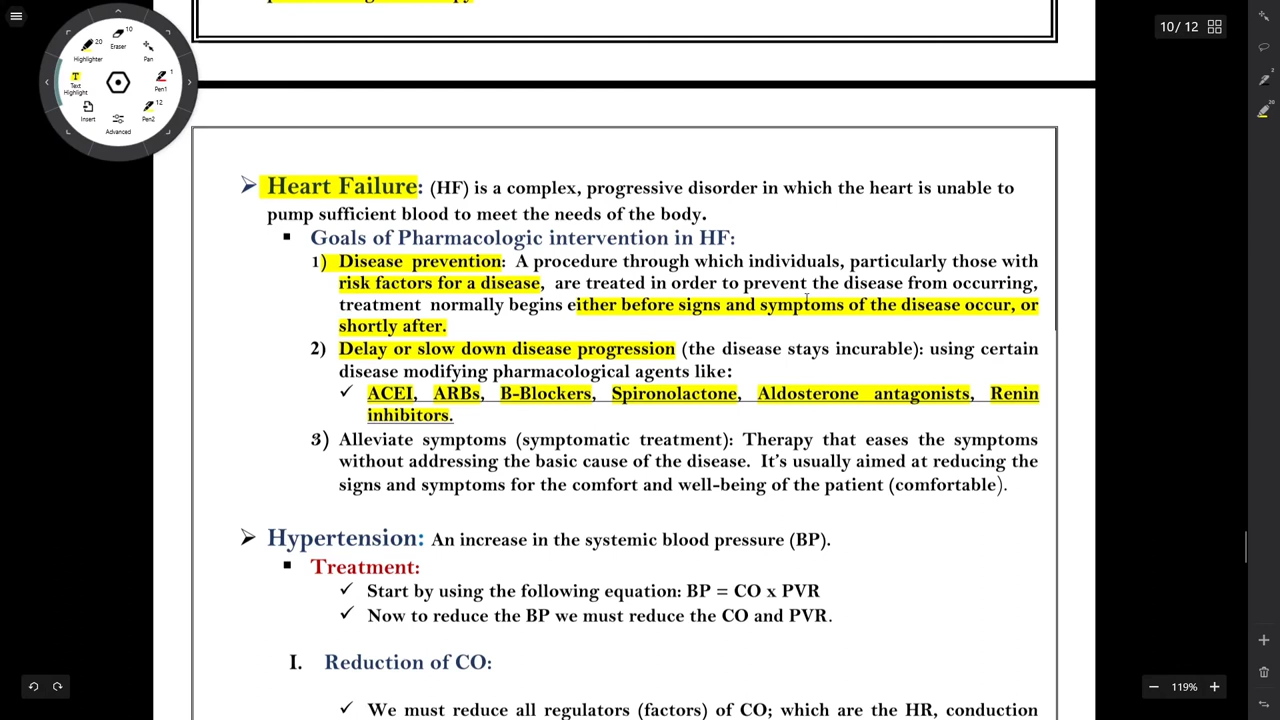 10/ 12
20
10
Highlighter
Eraser
Pan
T
Text
Highlight
1
Pen1
Insert
12
Pen2
Advanced
Heart Failure: (HF) is a complex, progressive disorder in which the heart is unable to
pump sufficient blood to meet the needs of the body.
Goals of Pharmacologic intervention in HF:
1) Disease prevention: A procedure through which individuals, particularly those with
risk factors for a disease, are treated in order to prevent the disease from occurring,
treatment normally begins either before signs and symptoms of the disease occur, or
shortly after.
2) Delay or slow down disease progression (the disease stays incurable): using certain
disease modifying pharmacological agents like:
✓ ACEI, ARBs, B-Blockers, Spironolactone, Aldosterone antagonists, Renin
inhibitors.
3) Alleviate symptoms (symptomatic treatment): Therapy that eases the symptoms
without addressing the basic cause of the disease. It's usually aimed at reducing the
signs and symptoms for the comfort and well-being of the patient (comfortable).
Hypertension: An increase in the systemic blood pressure (BP).
Treatment:
✓ Start by using the following equation: BP = CO x PVR
✓ Now to reduce the BP we must reduce the CO and PVR.
I. Reduction of CO:
✓ We must reduce all regulators (factors) of CO; which are the HR, conduction
119%